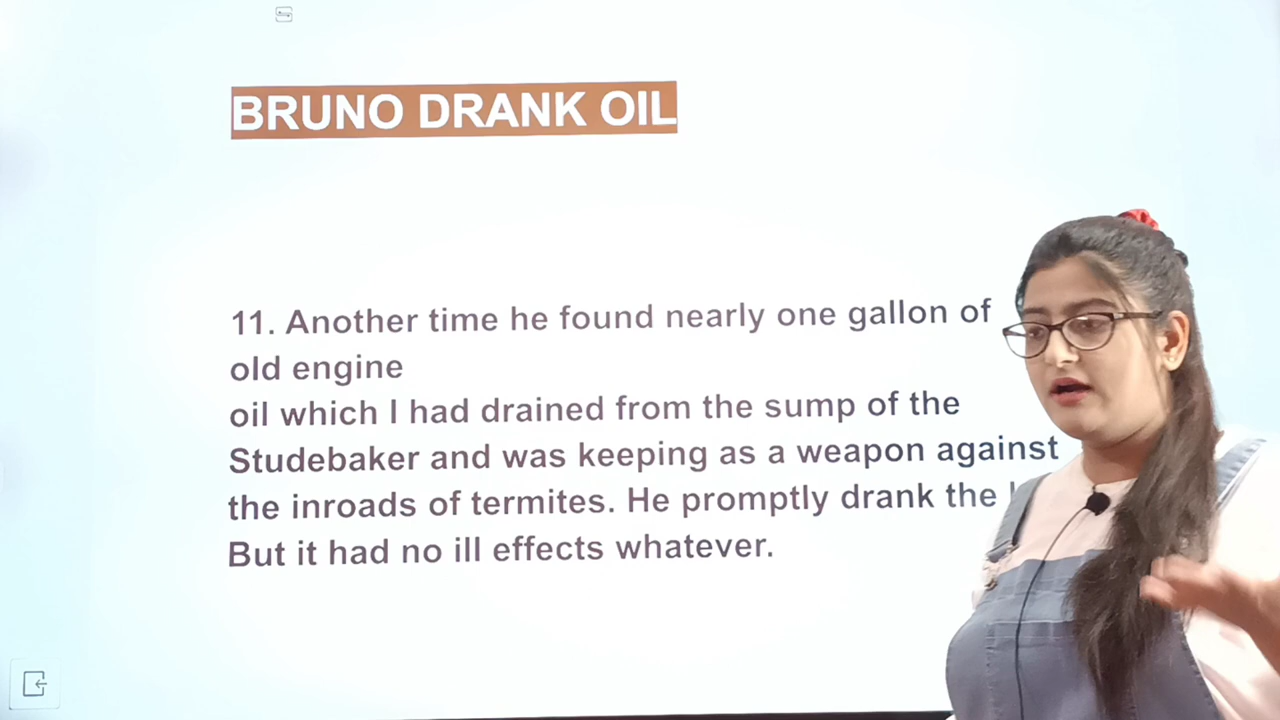 BRUNO DRANK OIL
11. Another time he found nearly one gallon of
old engine
oil which I had drained from the sump of the
Studebaker and was keeping as a weapon against
the inroads of termites. He promptly drank the
But it had no ill effects whatever.